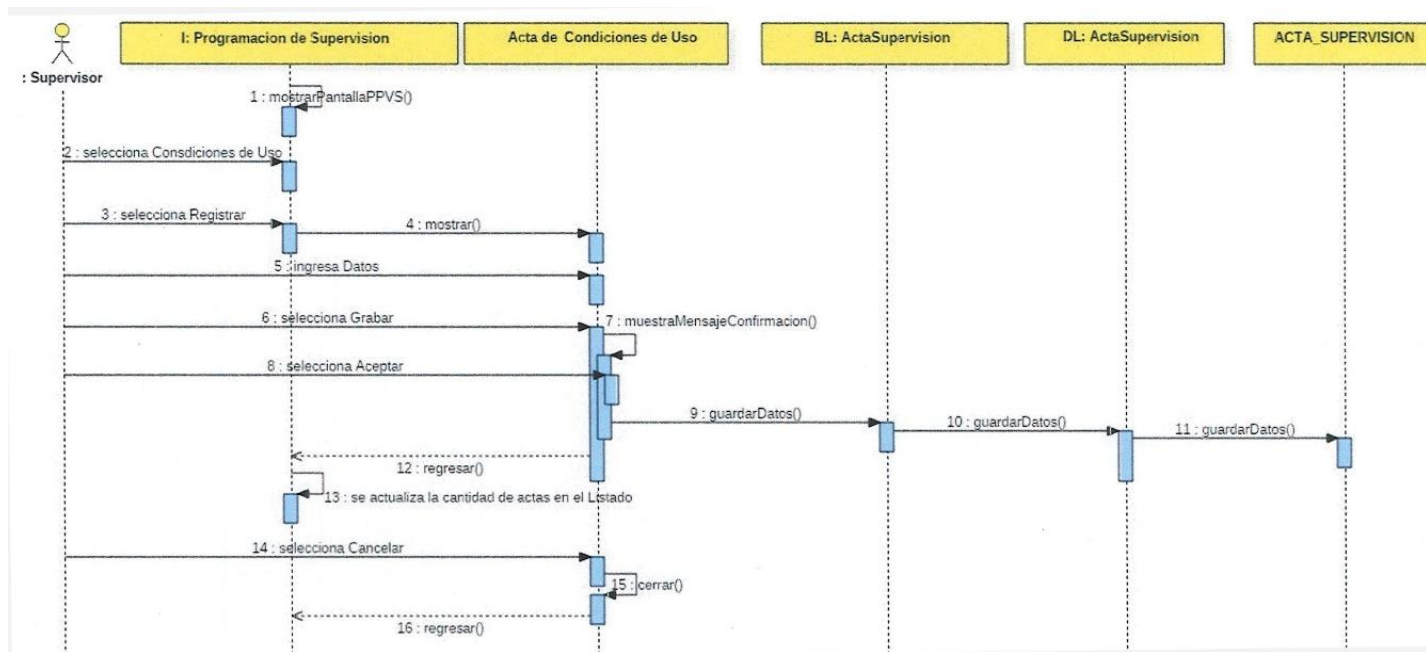 I: Programacion de Supervision
Acta de Condiciones de Uso
BL: ActaSupervision
DL: ActaSupervision
ACTA_SUPERVISION
: Supervisor
1 : mostrarPantallaPPVS()
2 : selecciona Consdiciones de Uso
3 : selecciona Registrar
4 : mostrar()
5 : ingresa Datos
6 : selecciona Grabar
7 : muestraMensajeConfirmacion()
8 : selecciona Aceptar
9 : guardarDatos()
10 : guardarDatos()
11 : guardarDatos()
12 : regresar()
13 : se actualiza la cantidad de actas en el Listado
14 : selecciona Cancelar
15 : cerrar()
16 : regresar()